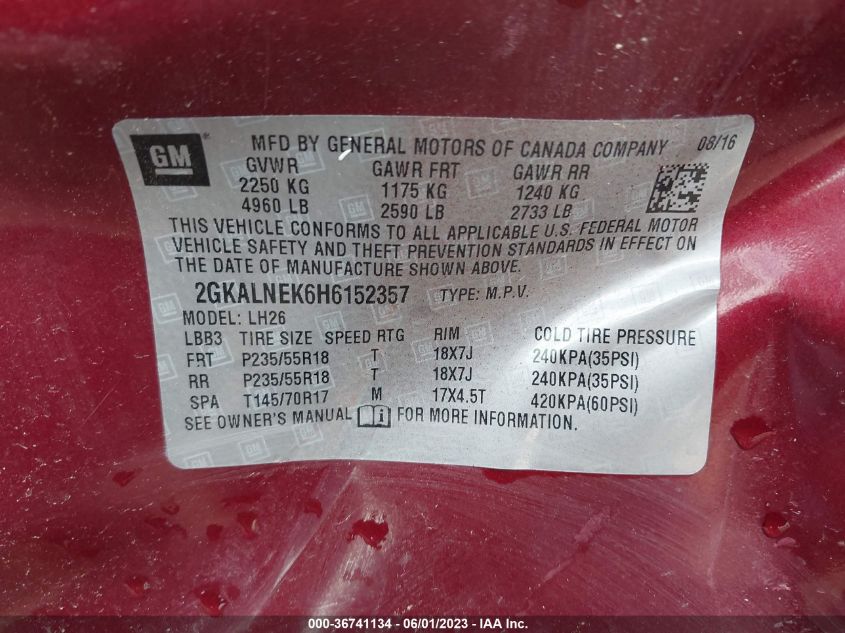 GM MFD BY GENERAL MOTORS OF CANADA COMPANY 08/16
GVWR GAWR FRT GAWR RR
2250 KG 1175 KG 1240 KG
4960 LB 2590 LB 2733 LB
THIS VEHICLE CONFORMS TO ALL APPLICABLE U.S. FEDERAL MOTOR
VEHICLE SAFETY AND THEFT PREVENTION STANDARDS IN EFFECT ON
THE DATE OF MANUFACTURE SHOWN ABOVE.
2GKALNEK6H6152357 TYPE: M.P.V.
MODEL: LH26
LBB3 TIRE SIZE SPEED RTG RIM COLD TIRE PRESSURE
FRT P235/55R18 T 18X7J 240KPA(35PSI)
RR P235/55R18 T 18X7J 240KPA(35PSI)
SPA T145/70R17 M 17X4.5T 420KPA(60PSI)
SEE OWNER'S MANUAL FOR MORE INFORMATION.
000-36741134 - 06/01/2023 - IAA Inc.